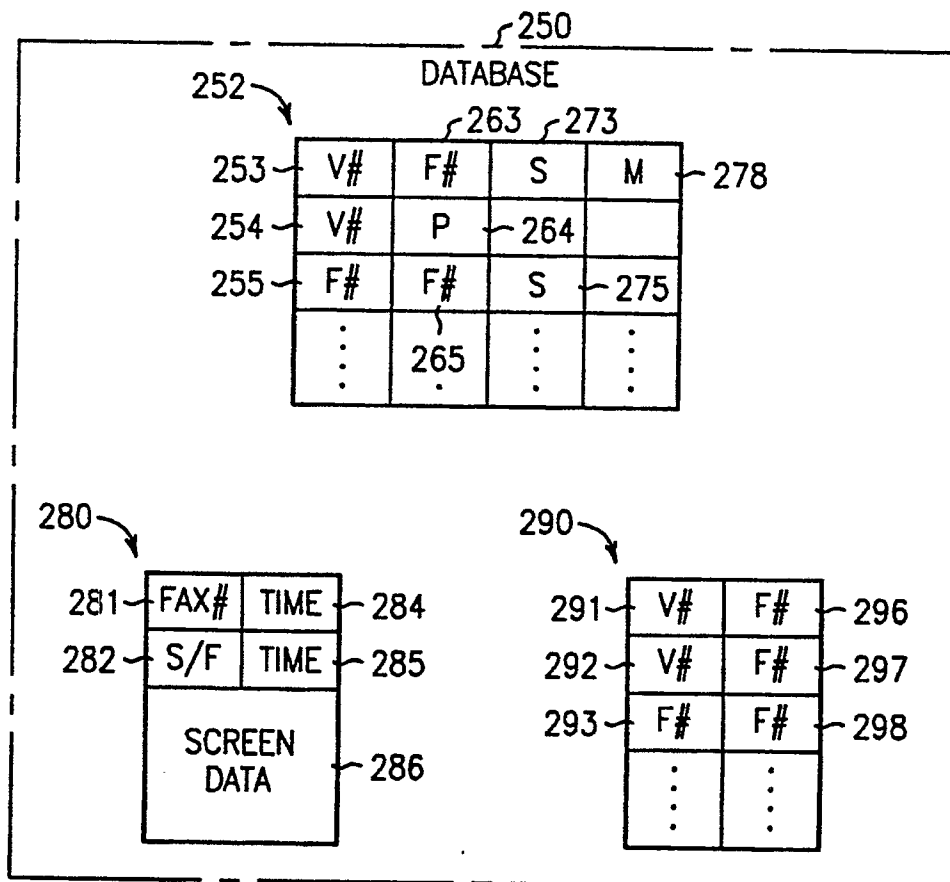 250
DATABASE
252
263 273
253 V# F# S M 278
254 V# P 264
255 F# F# S 275
265
280
281 FAX# TIME 284
282 S/F TIME 285
SCREEN
DATA
286
290
291 V# F# 296
292 V# F# 297
293 F# F# 298